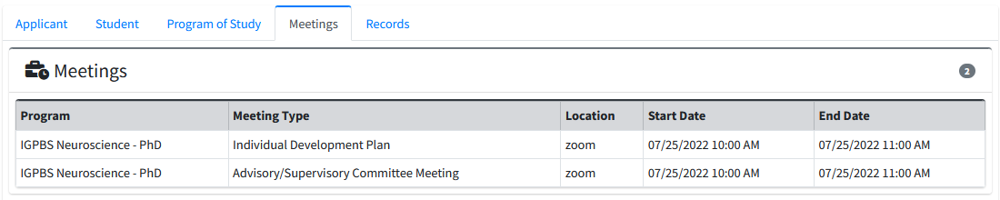 Applicant Student Program of Study Meetings Records
Meetings 2
Program Meeting Type Location Start Date End Date
IGPBS Neuroscience - PhD Individual Development Plan zoom 07/25/2022 10:00 AM 07/25/2022 11:00 AM
IGPBS Neuroscience - PhD Advisory/Supervisory Committee Meeting zoom 07/25/2022 10:00 AM 07/25/2022 11:00 AM